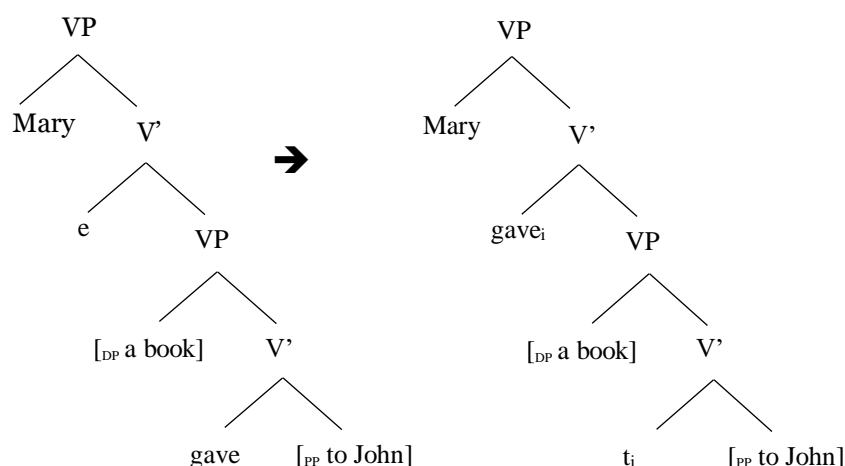 VP VP
Mary V' Mary V'
➔
e VP gaveᵢ VP
[DP a book] V' [DP a book] V'
gave [PP to John] tᵢ [PP to John]